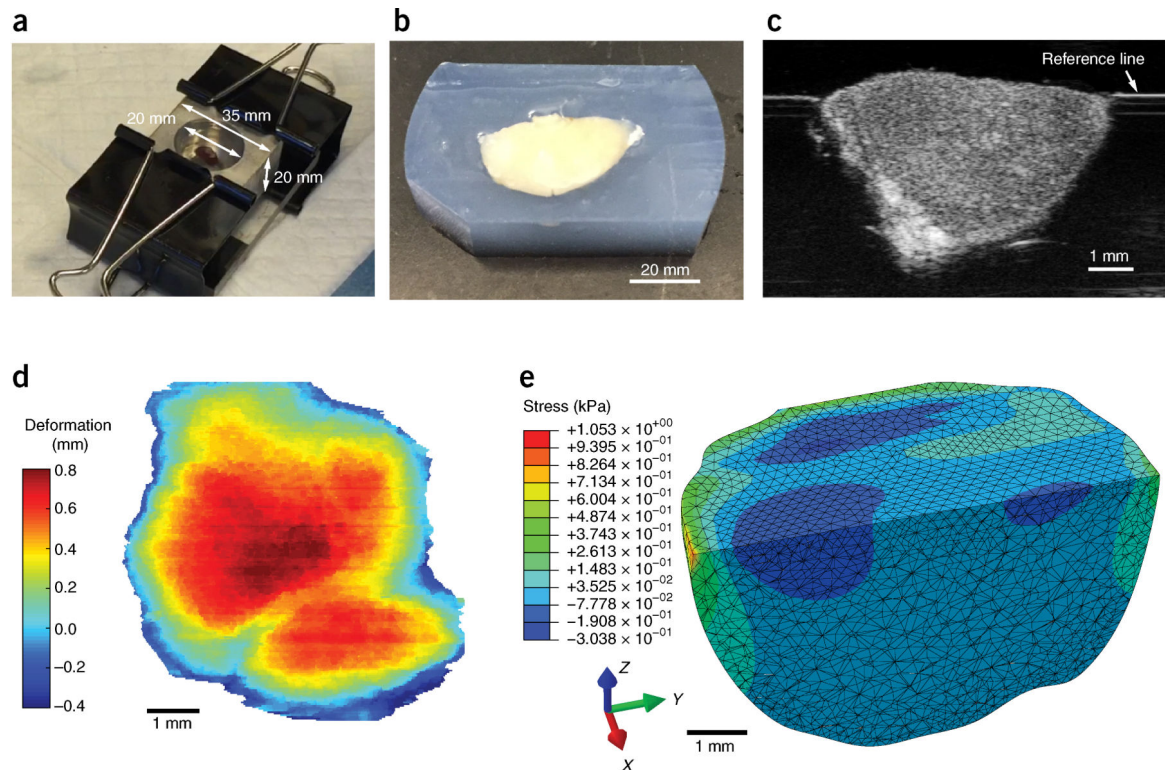 a
35 mm
20 mm
20 mm
b
20 mm
c
Reference line
1 mm
d
Deformation
(mm)
0.8
0.6
0.4
0.2
0.0
−0.2
−0.4
1 mm
e
Stress (kPa)
+1.053 × 10+00
+9.395 × 10−01
+8.264 × 10−01
+7.134 × 10−01
+6.004 × 10−01
+4.874 × 10−01
+3.743 × 10−01
+2.613 × 10−01
+1.483 × 10−01
+3.525 × 10−02
−7.778 × 10−02
−1.908 × 10−01
−3.038 × 10−01
Z
Y
X
1 mm